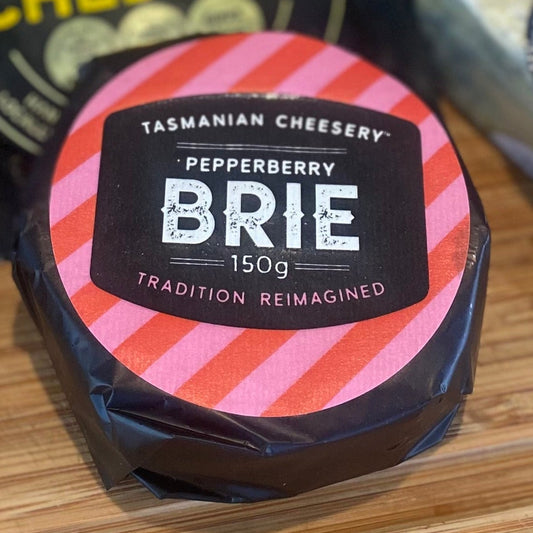 TASMANIAN CHEESERY™
PEPPERBERRY
BRIE
150g
TRADITION REIMAGINED